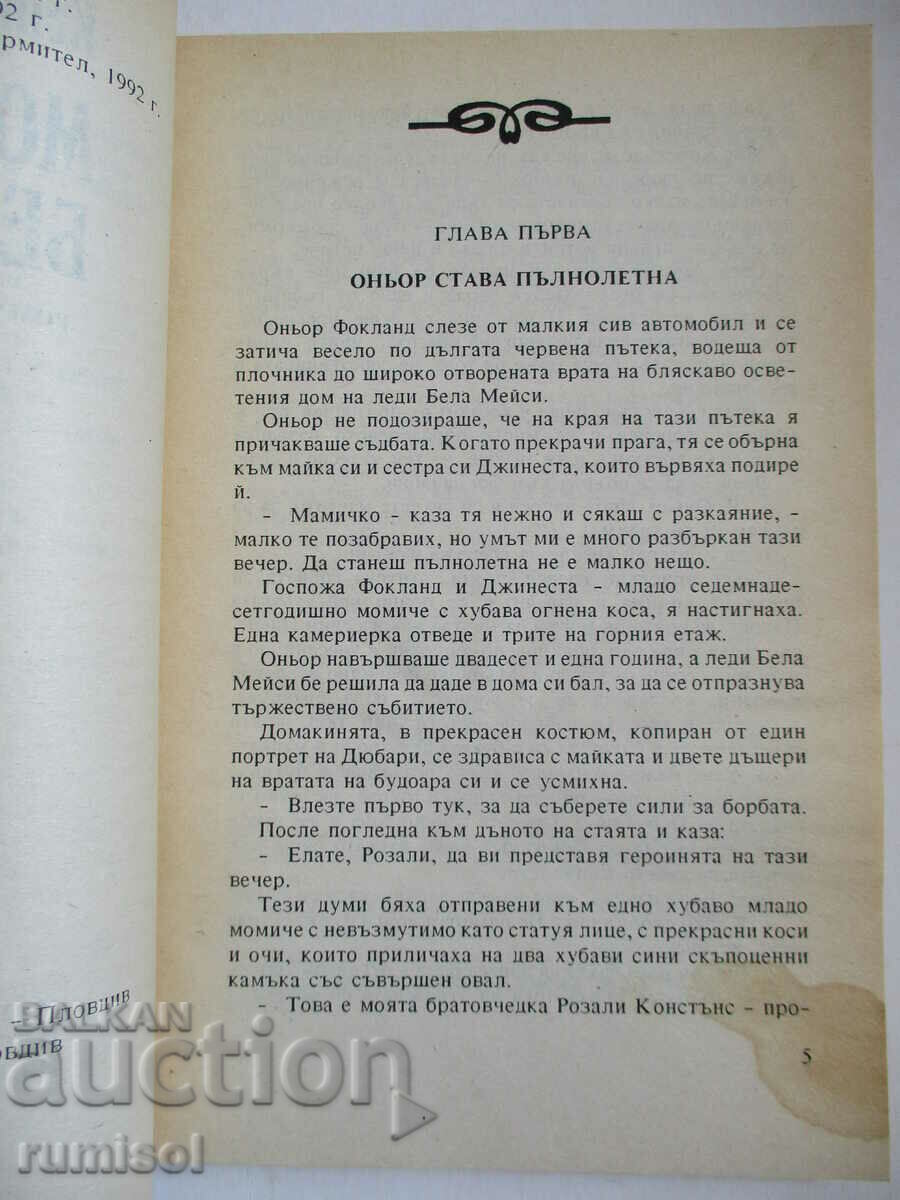 92 г.
рмител, 1992 г.
ГЛАВА ПЪРВА
ОНЬОР СТАВА ПЪЛНОЛЕТНА
Оньор Фокланд слезе от малкия сив автомобил и се
затича весело по дългата червена пътека, водеща от
плочника до широко отворената врата на бляскаво осве-
тения дом на леди Бела Мейси.
Оньор не подозираше, че на края на тази пътека я
причакваше съдбата. Когато прекрачи прага, тя се обърна
към майка си и сестра си Джинеста, които вървяха подире
й.
- Мамичко - каза тя нежно и сякаш с разкаяние, -
малко те позабравих, но умът ми е много разбъркан тази
вечер. Да станеш пълнолетна не е малко нещо.
Госпожа Фокланд и Джинеста - младо седемнаде-
сетгодишно момиче с хубава огнена коса, я настигнаха.
Една камериерка отведе и трите на горния етаж.
Оньор навършваше двадесет и една година, а леди Бела
Мейси бе решила да даде в дома си бал, за да се отпразнува
тържествено събитието.
Домакинята, в прекрасен костюм, копиран от един
портрет на Дюбари, се здрависа с майката и двете дъщери
на вратата на будоара си и се усмихна.
- Влезте първо тук, за да съберете сили за борбата.
После погледна към дъното на стаята и каза:
- Елате, Розали, да ви представя героинята на тази
вечер.
Тези думи бяха отправени към едно хубаво младо
момиче с невъзмутимо като статуя лице, с прекрасни коси
и очи, които приличаха на два хубави сини скъпоценни
камъка със съвършен овал.
- Това е моята братовчедка Розали Констънс - про-
5
- Пловдив
овдив
BALKAN
auction
rumisol